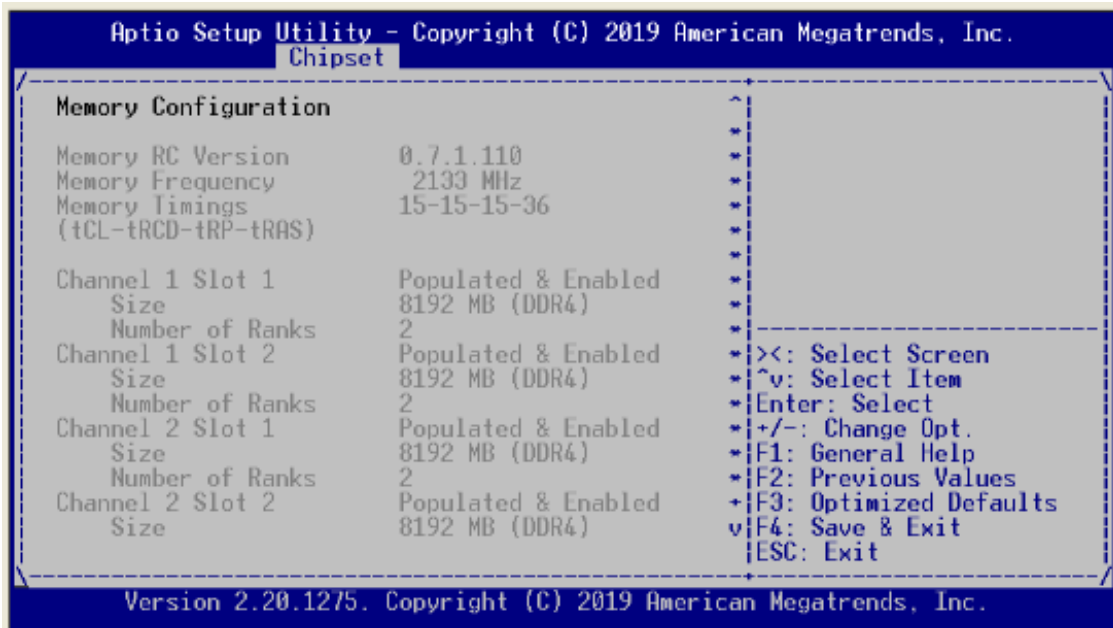 Aptio Setup Utility - Copyright (C) 2019 American Megatrends, Inc.
Chipset
Memory Configuration
Memory RC Version 0.7.1.110
Memory Frequency 2133 MHz
Memory Timings 15-15-15-36
(tCL-tRCD-tRP-tRAS)
Channel 1 Slot 1 Populated & Enabled
Size 8192 MB (DDR4)
Number of Ranks 2
Channel 1 Slot 2 Populated & Enabled
Size 8192 MB (DDR4)
Number of Ranks 2
Channel 2 Slot 1 Populated & Enabled
Size 8192 MB (DDR4)
Number of Ranks 2
Channel 2 Slot 2 Populated & Enabled
Size 8192 MB (DDR4)
><: Select Screen
^v: Select Item
Enter: Select
+/-: Change Opt.
F1: General Help
F2: Previous Values
F3: Optimized Defaults
F4: Save & Exit
ESC: Exit
Version 2.20.1275. Copyright (C) 2019 American Megatrends, Inc.